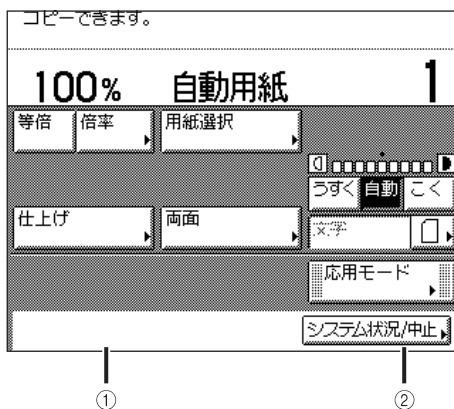 コピーできます。
100% 自動用紙 1
等倍 倍率 用紙選択
うすく 自動 こく
仕上げ 両面 文字
応用モード
システム状況/中止
① ②